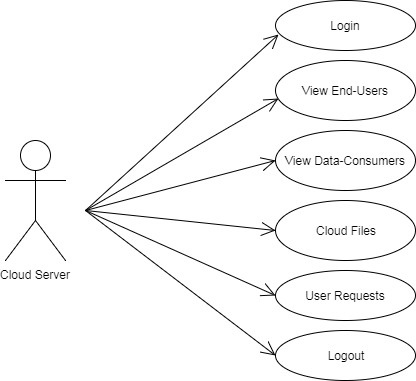 Login
View End-Users
View Data-Consumers
Cloud Files
Cloud Server
User Requests
Logout